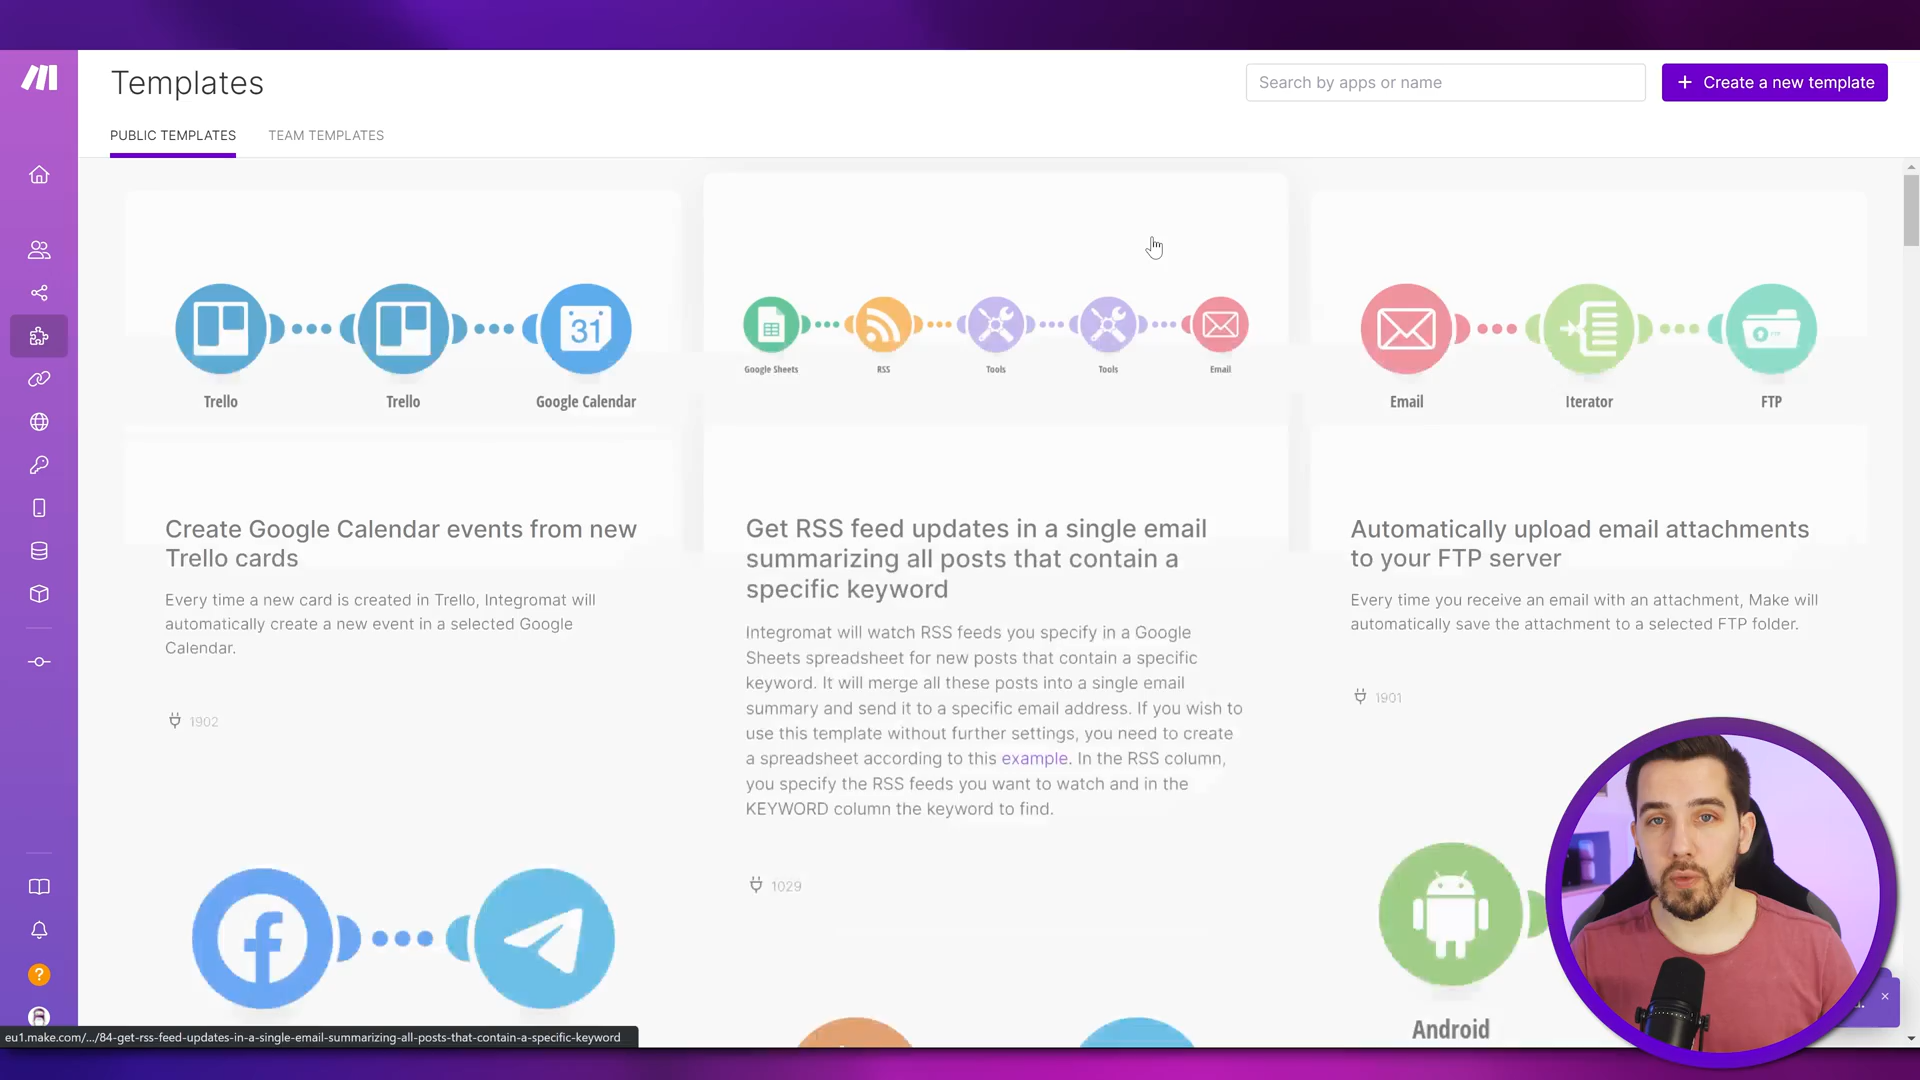 Templates
Search by apps or name
+ Create a new template
PUBLIC TEMPLATES
TEAM TEMPLATES
31
Trello
Trello
Google Calendar
Google Sheets
RSS
Tools
Tools
Email
Email
Iterator
FTP
Create Google Calendar events from new
Trello cards
Every time a new card is created in Trello, Integromat will
automatically create a new event in a selected Google
Calendar.
1902
Get RSS feed updates in a single email
summarizing all posts that contain a
specific keyword
Integromat will watch RSS feeds you specify in a Google
Sheets spreadsheet for new posts that contain a specific
keyword. It will merge all these posts into a single email
summary and send it to a specific email address. If you wish to
use this template without further settings, you need to create
a spreadsheet according to this example. In the RSS column,
you specify the RSS feeds you want to watch and in the
KEYWORD column the keyword to find.
1029
Automatically upload email attachments
to your FTP server
Every time you receive an email with an attachment, Make will
automatically save the attachment to a selected FTP folder.
1901
Android
?
eu1.make.com/.../84-get-rss-feed-updates-in-a-single-email-summarizing-all-posts-that-contain-a-specific-keyword